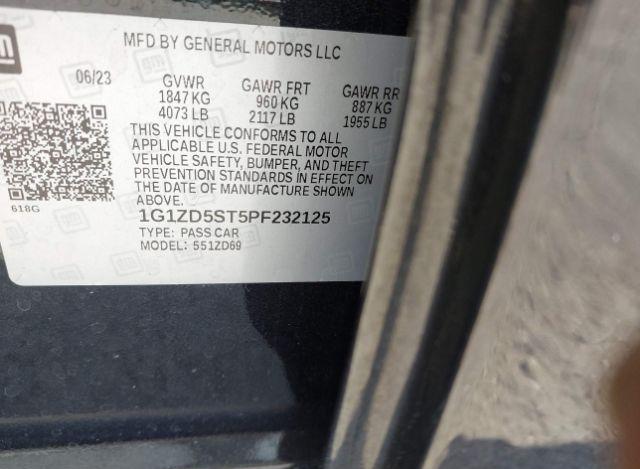 GM
MFD BY GENERAL MOTORS LLC
06/23 GVWR GAWR FRT GAWR RR
1847 KG 960 KG 887 KG
4073 LB 2117 LB 1955 LB
THIS VEHICLE CONFORMS TO ALL
APPLICABLE U.S. FEDERAL MOTOR
VEHICLE SAFETY, BUMPER, AND THEFT
PREVENTION STANDARDS IN EFFECT ON
THE DATE OF MANUFACTURE SHOWN
ABOVE.
618G
1G1ZD5ST5PF232125
TYPE: PASS CAR
MODEL: 551ZD69